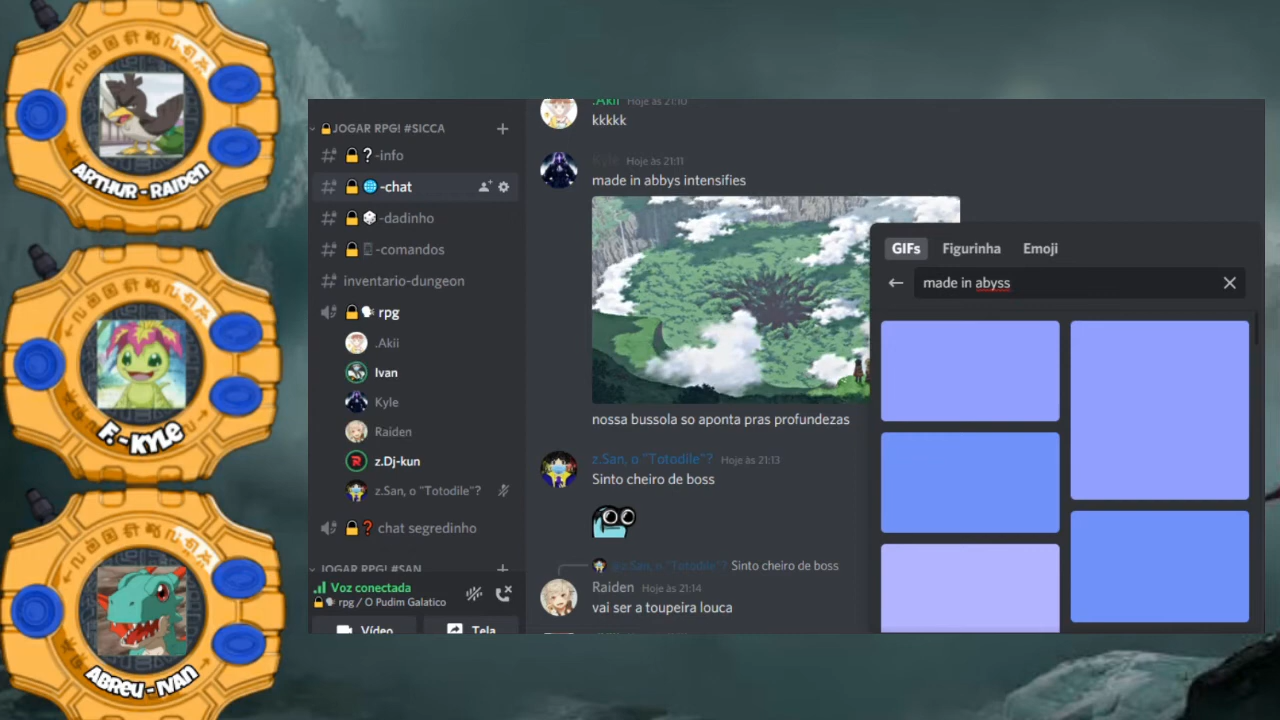 ARTHUR - RAIDEN
F. - KYLE
ABREU - IVAN
JOGAR RPG! #SICCA
-info
-chat
-dadinho
-comandos
inventario-dungeon
rpg
.Akii
Ivan
Kyle
Raiden
z.Dj-kun
z.San, o "Totodile"?
chat segredinho
JOGAR RPG! #SAN
Voz conectada
rpg / O Pudim Galatico
Vídeo
Tela
.Akii Hoje às 21:10
kkkkk
Kyle Hoje às 21:11
made in abbys intensifies
nossa bussola so aponta pras profundezas
z.San, o "Totodile"? Hoje às 21:13
Sinto cheiro de boss
@z.San, o "Totodile"? Sinto cheiro de boss
Raiden Hoje às 21:14
vai ser a toupeira louca
GIFs Figurinha Emoji
made in abyss